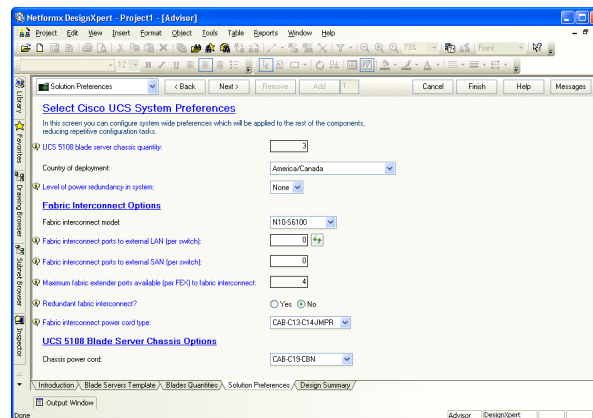 Netformx DesignXpert - Project1 - [Advisor]
Project Edit View Insert Format Object Tools Table Reports Window Help
73% Front
12 B I U
Solution Preferences < Back Next > Remove Add 1 Cancel Finish Help Messages
Library
Favorites
Drawing Browser
Subnet Browser
Inspector
Select Cisco UCS System Preferences
In this screen you can configure system wide preferences which will be applied to the rest of the components,
reducing repetitive configuration tasks.
UCS 5108 blade server chassis quantity: 3
Country of deployment: America/Canada
Level of power redundancy in system: None
Fabric Interconnect Options
Fabric interconnect model: N10-S6100
Fabric interconnect ports to external LAN (per switch): 0
Fabric interconnect ports to external SAN (per switch): 0
Maximum fabric extender ports available (per FEX) to fabric interconnect: 4
Redundant fabric interconnect? Yes No
Fabric interconnect power cord type: CAB-C13-C14-JMPR
UCS 5108 Blade Server Chassis Options
Chassis power cord: CAB-C19-CBN
Introduction Blade Servers Template Blades Quantities Solution Preferences Design Summary
Output Window
Done Advisor DesignXpert